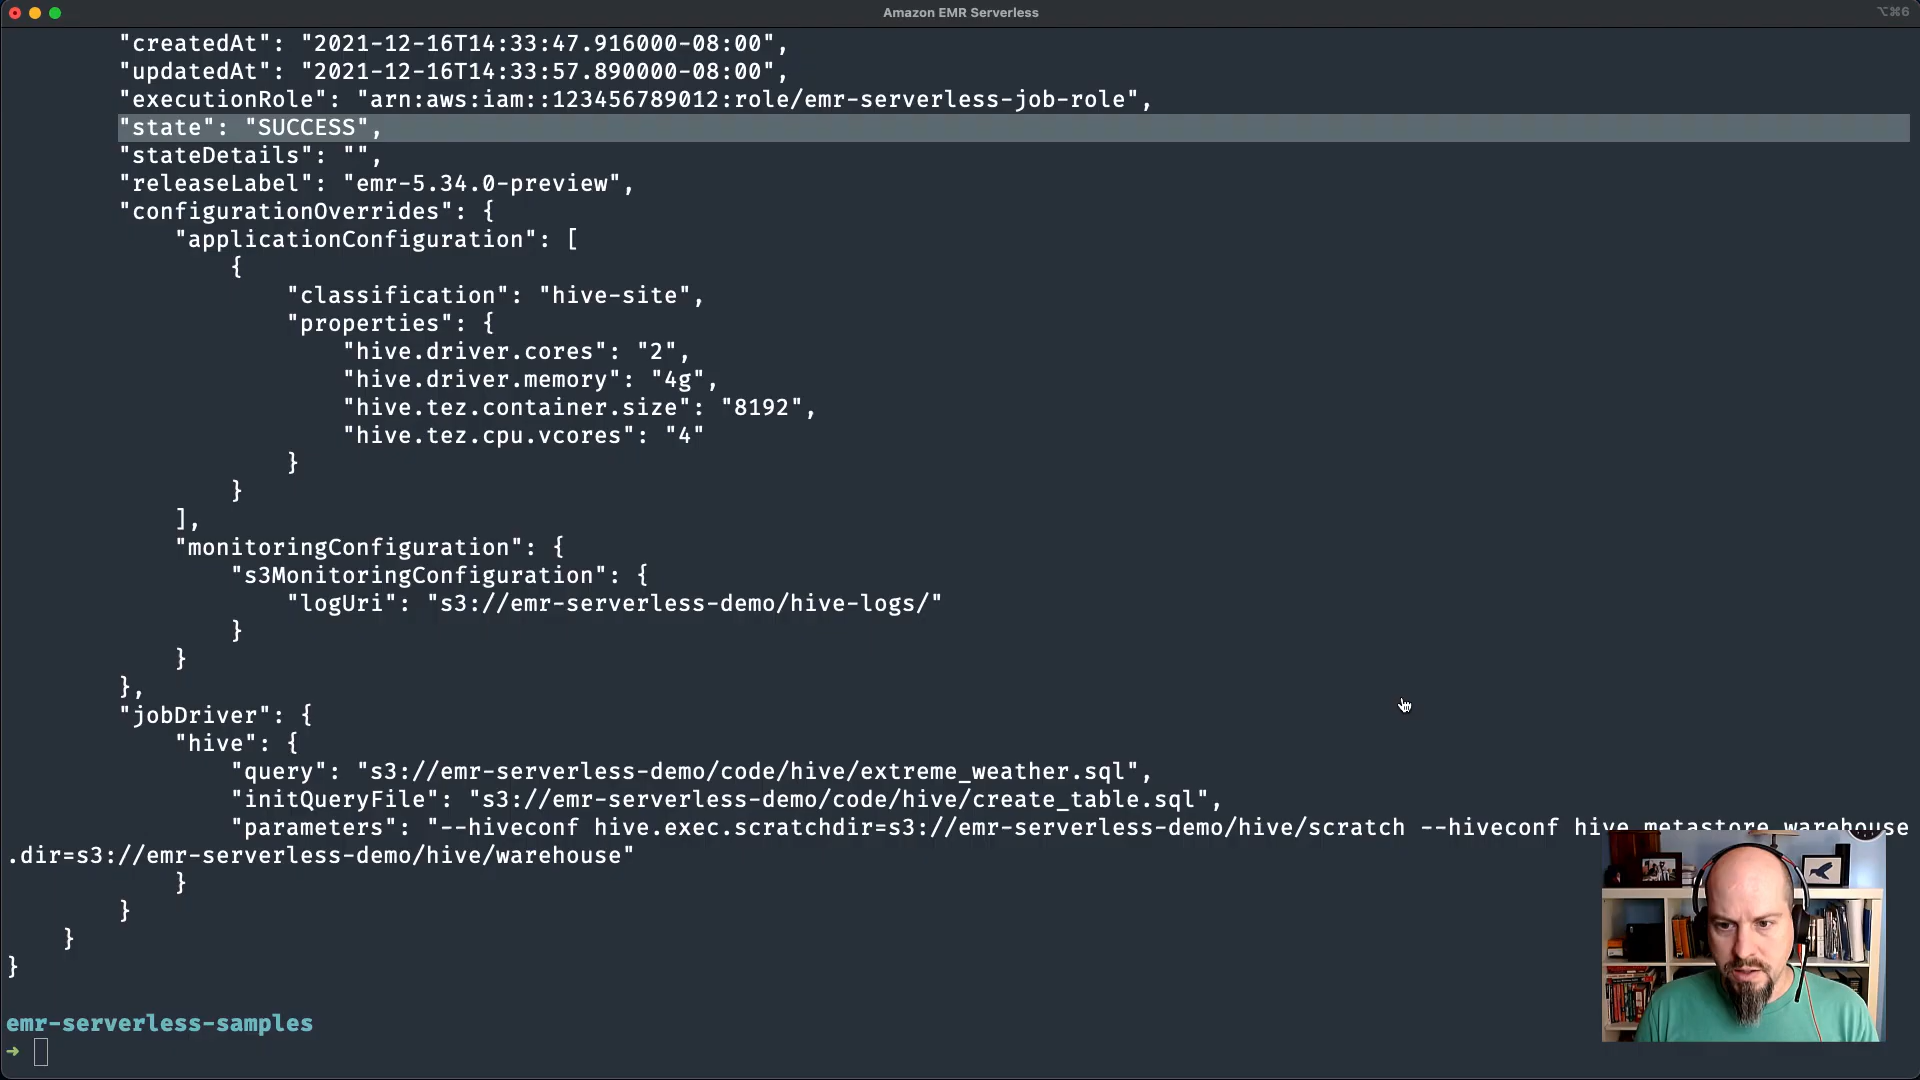 Amazon EMR Serverless
⌥⌘6
"createdAt": "2021-12-16T14:33:47.916000-08:00",
"updatedAt": "2021-12-16T14:33:57.890000-08:00",
"executionRole": "arn:aws:iam::123456789012:role/emr-serverless-job-role",
"state": "SUCCESS",
"stateDetails": "",
"releaseLabel": "emr-5.34.0-preview",
"configurationOverrides": {
"applicationConfiguration": [
{
"classification": "hive-site",
"properties": {
"hive.driver.cores": "2",
"hive.driver.memory": "4g",
"hive.tez.container.size": "8192",
"hive.tez.cpu.vcores": "4"
}
}
],
"monitoringConfiguration": {
"s3MonitoringConfiguration": {
"logUri": "s3://emr-serverless-demo/hive-logs/"
}
}
},
"jobDriver": {
"hive": {
"query": "s3://emr-serverless-demo/code/hive/extreme_weather.sql",
"initQueryFile": "s3://emr-serverless-demo/code/hive/create_table.sql",
"parameters": "--hiveconf hive.exec.scratchdir=s3://emr-serverless-demo/hive/scratch --hiveconf hive.metastore.warehouse
.dir=s3://emr-serverless-demo/hive/warehouse"
}
}
}
}
emr-serverless-samples
➜